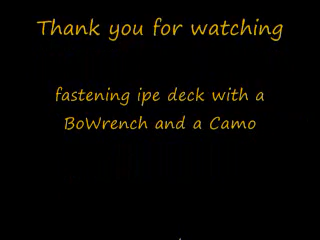 Thank you for watching
fastening ipe deck with a
BoWrench and a Camo